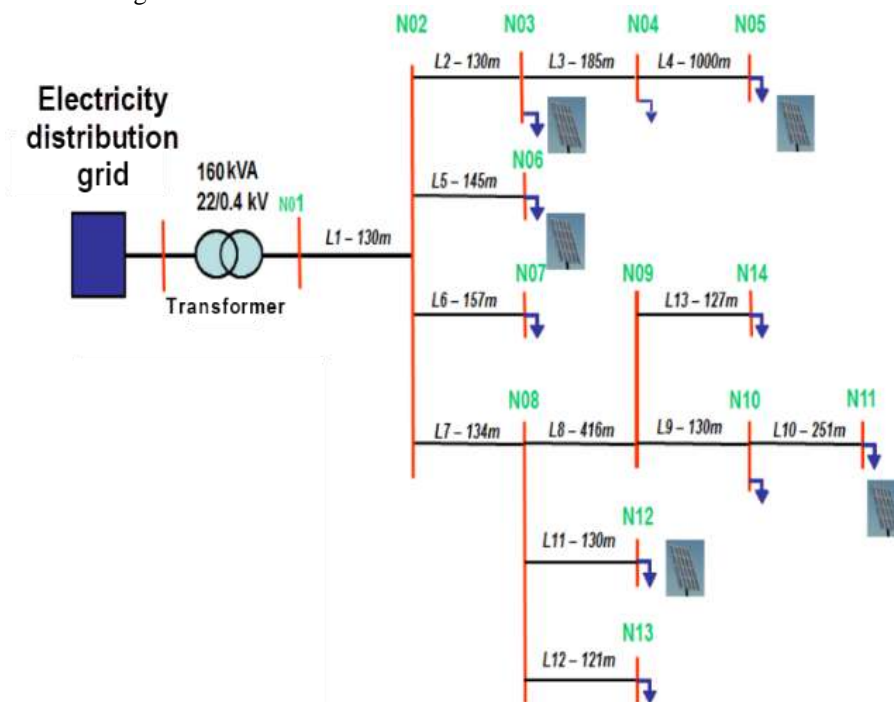 N02
N03
N04
N05
L2 – 130m
L3 – 185m
L4 – 1000m
Electricity
distribution
grid
160 kVA
22/0.4 kV
N01
N06
L5 – 145m
L1 – 130m
Transformer
N07
N09
N14
L6 – 157m
L13 – 127m
N08
N10
N11
L7 – 134m
L8 – 416m
L9 – 130m
L10 – 251m
N12
L11 – 130m
N13
L12 – 121m